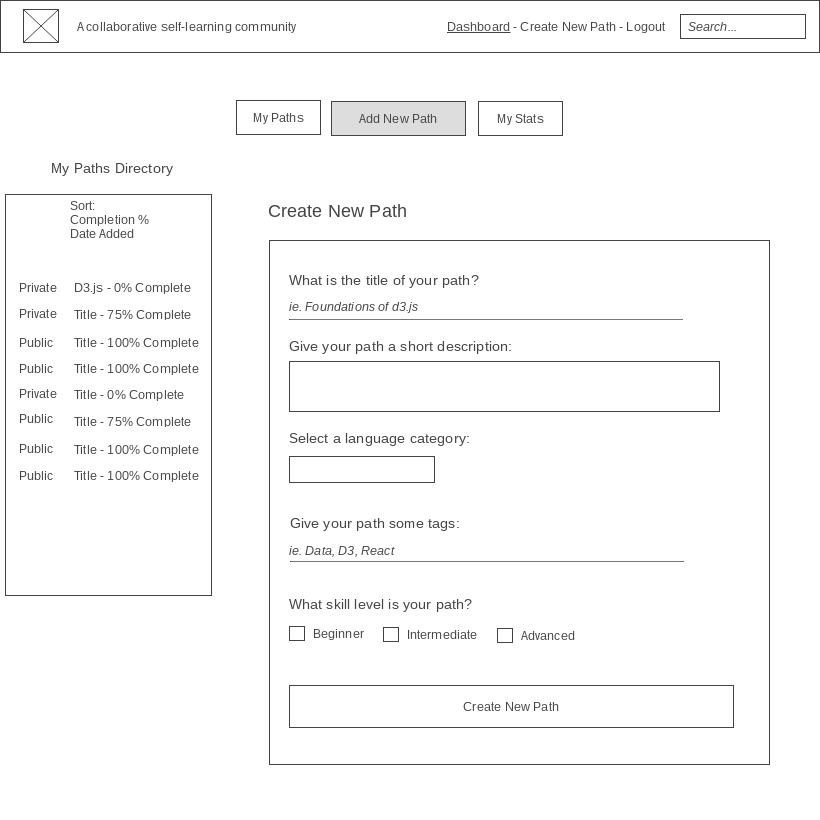 A collaborative self-learning community
Dashboard - Create New Path - Logout
Search...
My Paths
Add New Path
My Stats
My Paths Directory
Sort:
Completion %
Date Added
Private D3.js - 0% Complete
Private Title - 75% Complete
Public Title - 100% Complete
Public Title - 100% Complete
Private Title - 0% Complete
Public Title - 75% Complete
Public Title - 100% Complete
Public Title - 100% Complete
Create New Path
What is the title of your path?
ie. Foundations of d3.js
Give your path a short description:
Select a language category:
Give your path some tags:
ie. Data, D3, React
What skill level is your path?
Beginner
Intermediate
Advanced
Create New Path